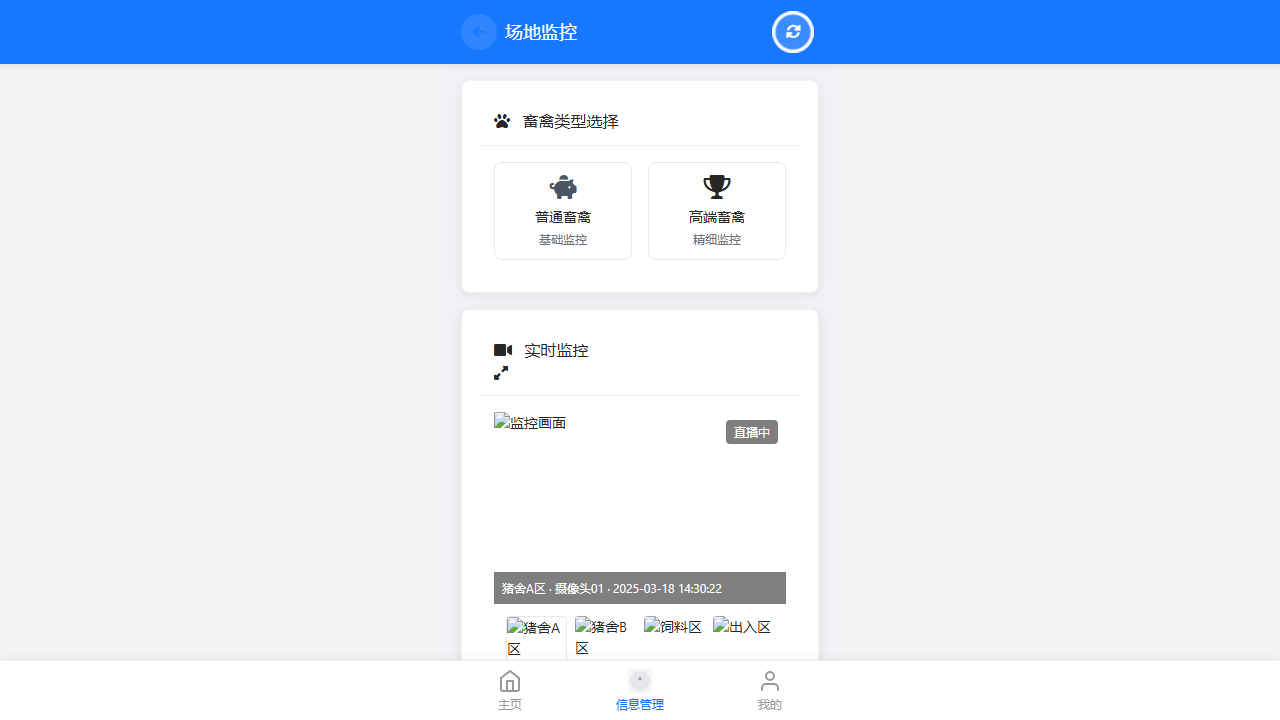 场地监控
畜禽类型选择
普通畜禽
基础监控
高端畜禽
精细监控
实时监控
监控画面
直播中
猪舍A区 · 摄像头01 · 2025-03-18 14:30:22
猪舍A
区
猪舍B
区
饲料区
出入区
主页
信息管理
我的